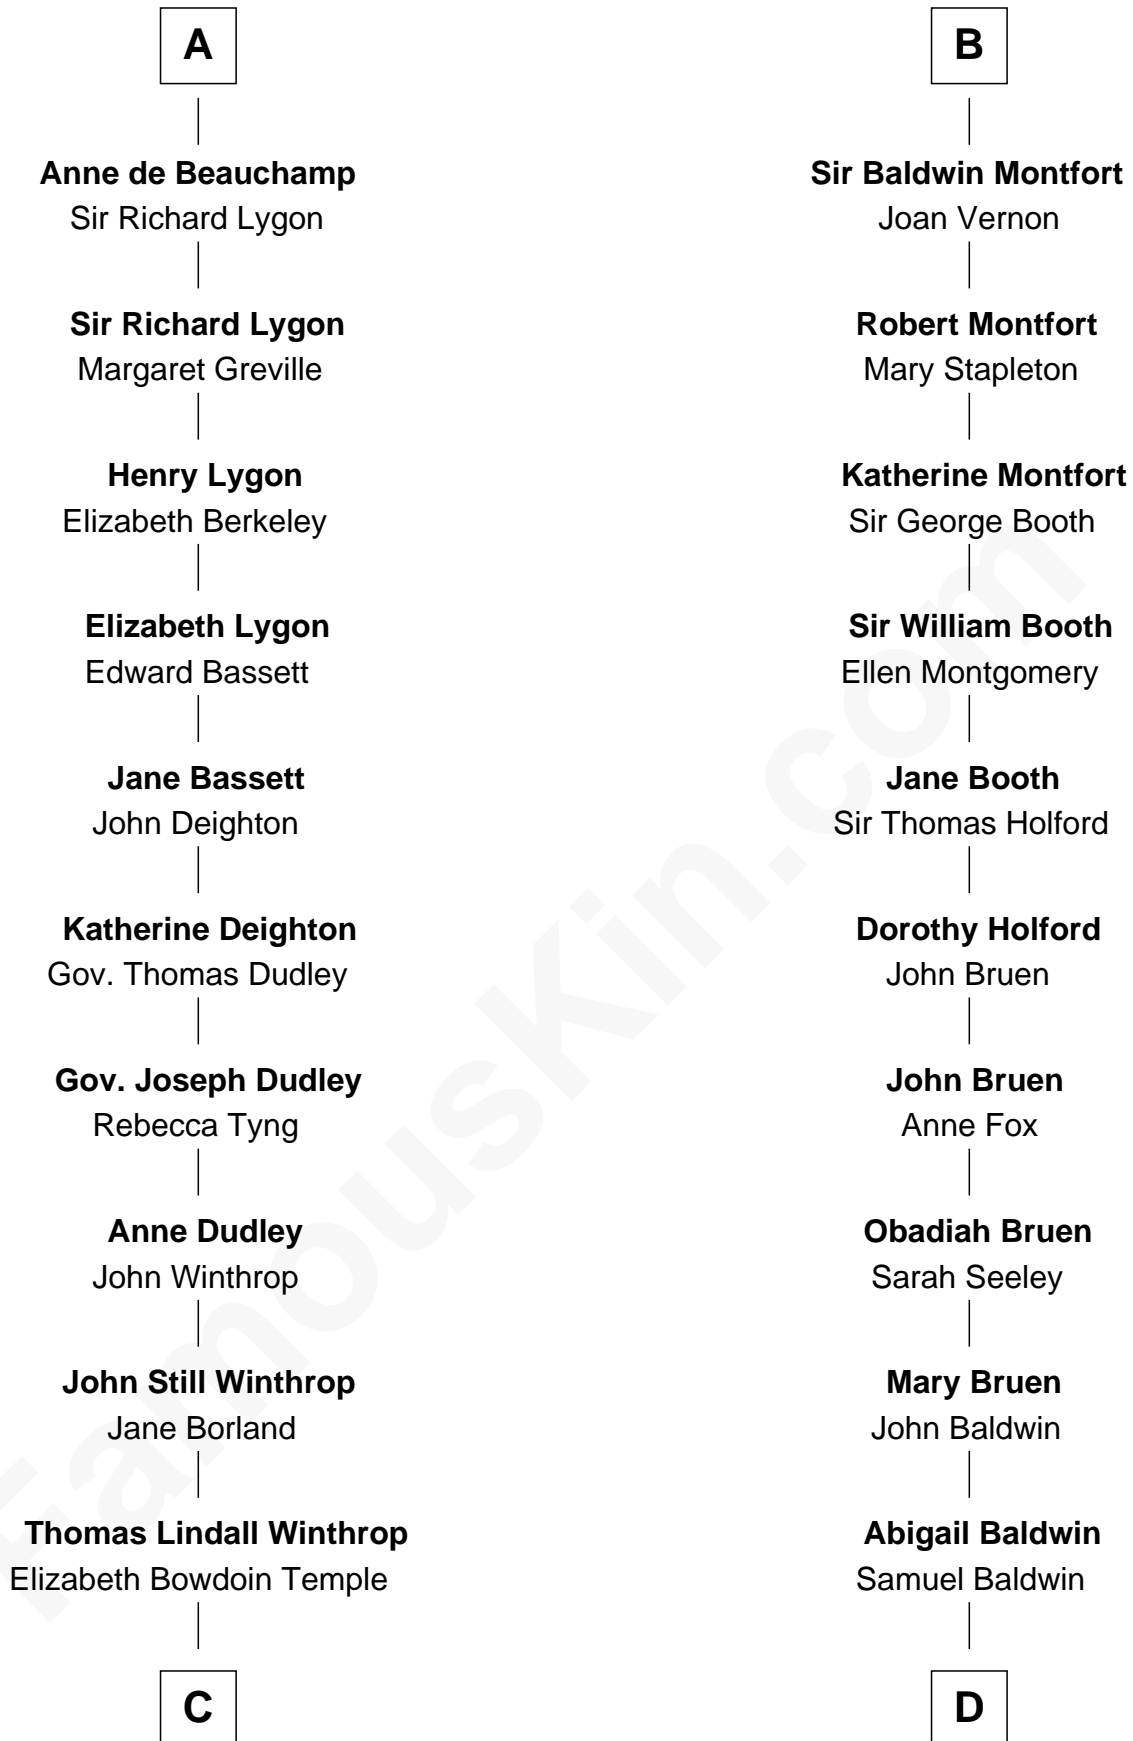 A
Anne de Beauchamp
Sir Richard Lygon
Sir Richard Lygon
Margaret Greville
Henry Lygon
Elizabeth Berkeley
Elizabeth Lygon
Edward Bassett
Jane Bassett
John Deighton
Katherine Deighton
Gov. Thomas Dudley
Gov. Joseph Dudley
Rebecca Tyng
Anne Dudley
John Winthrop
John Still Winthrop
Jane Borland
Thomas Lindall Winthrop
Elizabeth Bowdoin Temple
C
B
Sir Baldwin Montfort
Joan Vernon
Robert Montfort
Mary Stapleton
Katherine Montfort
Sir George Booth
Sir William Booth
Ellen Montgomery
Jane Booth
Sir Thomas Holford
Dorothy Holford
John Bruen
John Bruen
Anne Fox
Obadiah Bruen
Sarah Seeley
Mary Bruen
John Baldwin
Abigail Baldwin
Samuel Baldwin
D
FamousKin.com